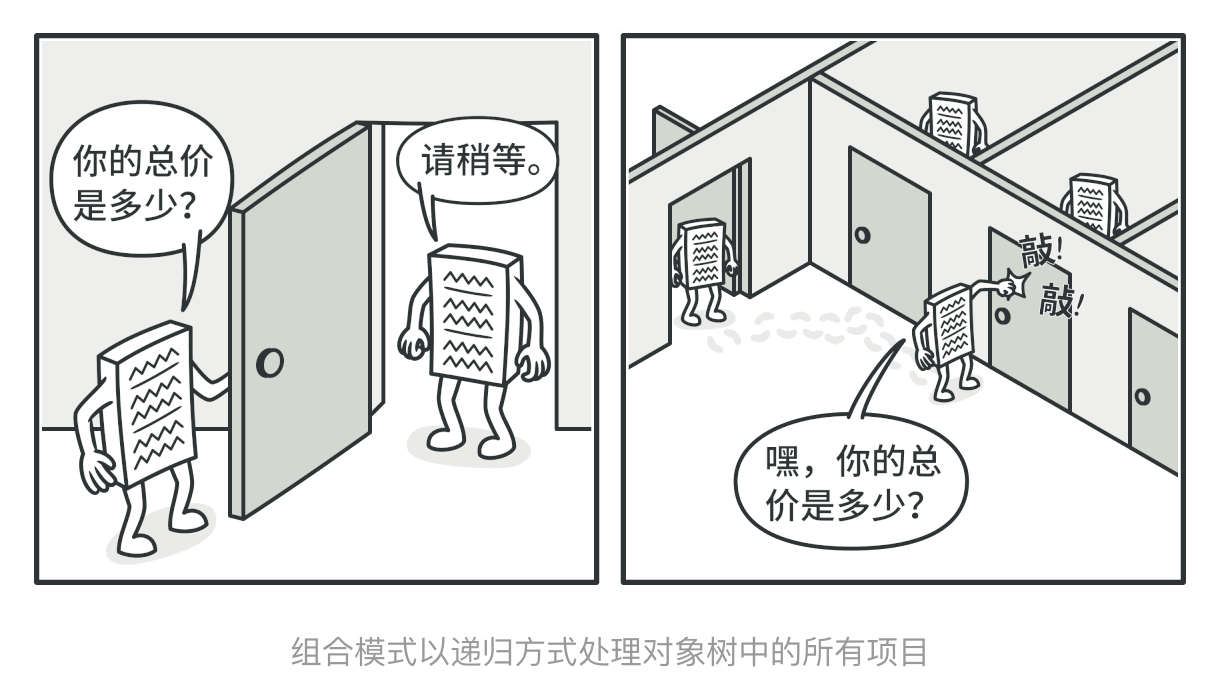 你的总价
是多少？
请稍等。
敲！
敲！
嘿，你的总
价是多少？
组合模式以递归方式处理对象树中的所有项目